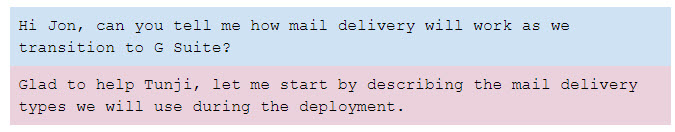 Hi Jon, can you tell me how mail delivery will work as we
transition to G Suite?
Glad to help Tunji, let me start by describing the mail delivery
types we will use during the deployment.